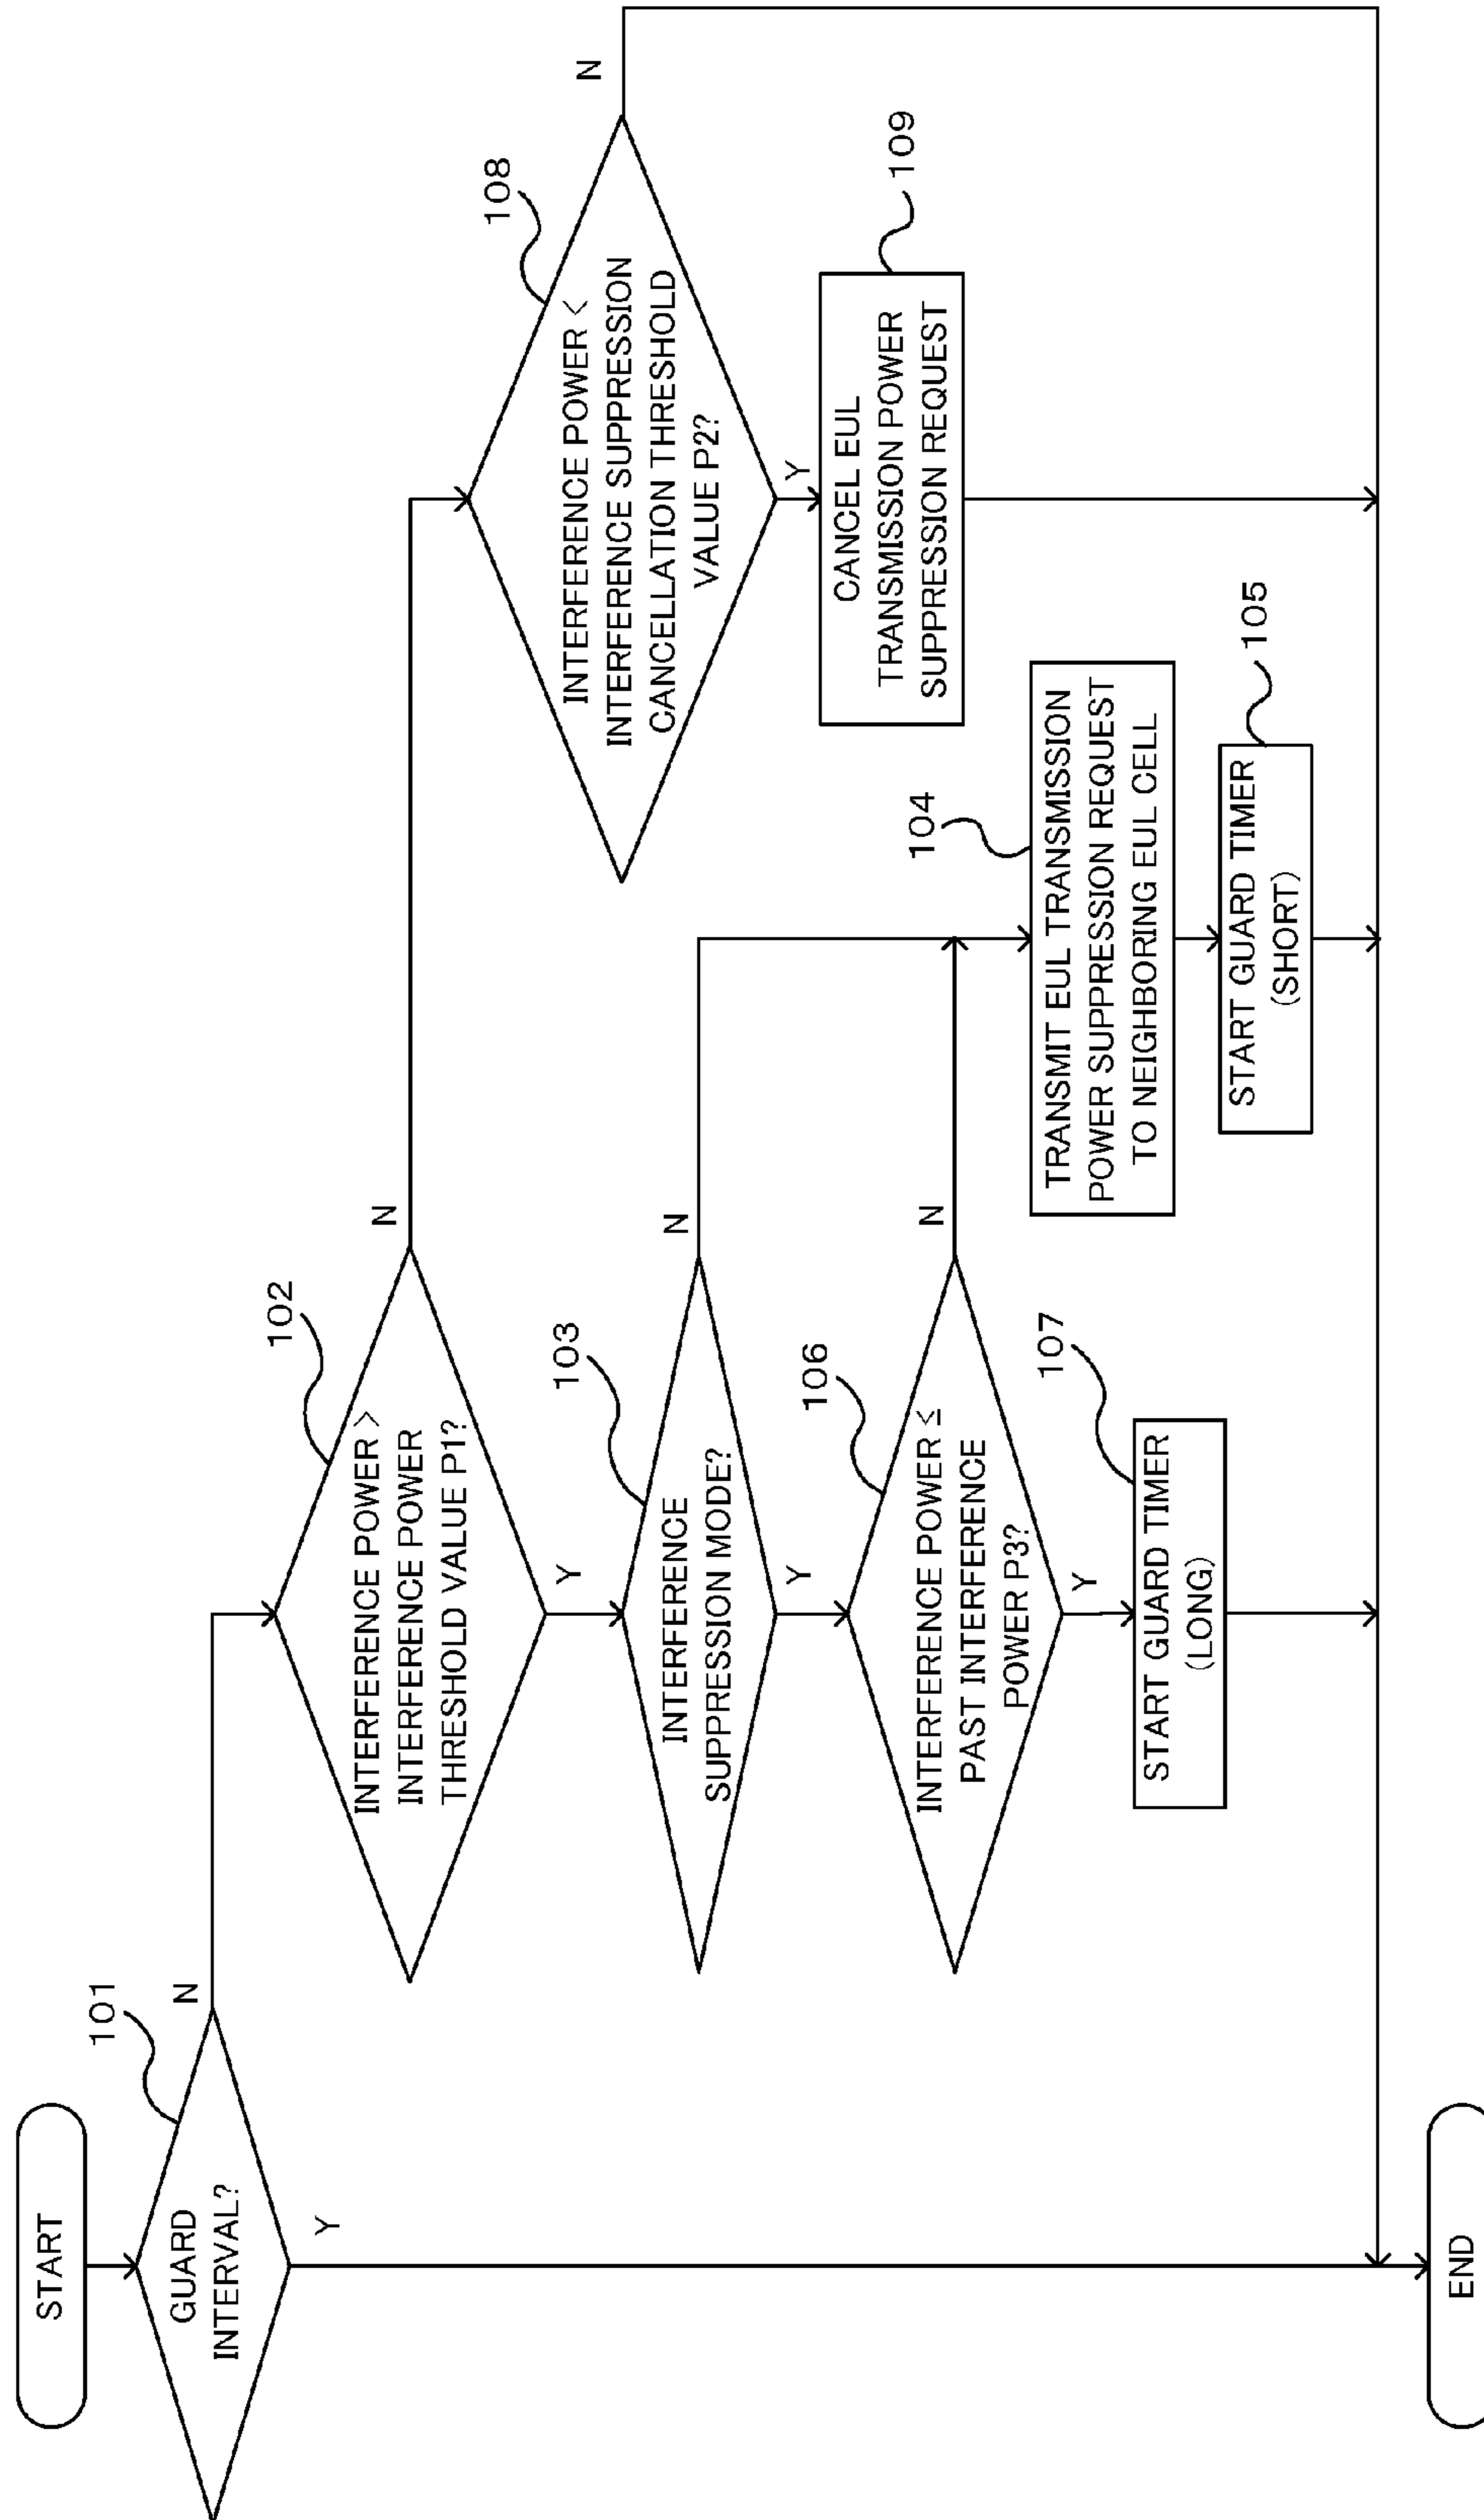 START
101
GUARD
INTERVAL?
N
Y
102
INTERFERENCE POWER >
INTERFERENCE POWER
THRESHOLD VALUE P1?
N
Y
103
INTERFERENCE
SUPPRESSION MODE?
N
Y
106
INTERFERENCE POWER ≤
PAST INTERFERENCE
POWER P3?
N
Y
107
START GUARD TIMER
(LONG)
104
TRANSMIT EUL TRANSMISSION
POWER SUPPRESSION REQUEST
TO NEIGHBORING EUL CELL
105
START GUARD TIMER
(SHORT)
108
INTERFERENCE POWER <
INTERFERENCE SUPPRESSION
CANCELLATION THRESHOLD
VALUE P2?
N
Y
109
CANCEL EUL
TRANSMISSION POWER
SUPPRESSION REQUEST
END